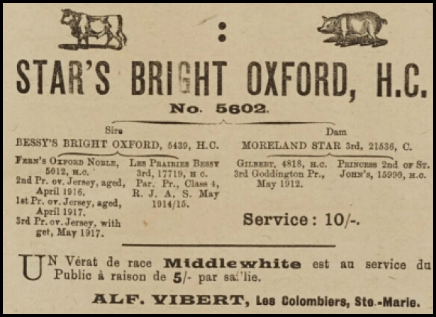 STAR'S BRIGHT OXFORD, H.C.
No. 5602.
Sire
BESSY'S BRIGHT OXFORD, 5439, H.C.
FERN'S OXFORD NOBLE,
5012, H.C.
2nd Pr. ov. Jersey, aged,
April 1916.
1st Pr. ov. Jersey, aged,
April 1917.
3rd Pr. ov. Jersey, with
get, May 1917.
LES PRAIRIES BESSY
3rd, 17719, H C.
Par. Pr., Class 4,
R. J. A. S. May
1914/15.
Dam
MORELAND STAR 3rd, 21536, C.
GILBERT, 4818, H.C.
3rd Goddington Pr.,
May 1912.
PRINCESS 2nd OF ST.
JOHN'S, 15990, H.C.
Service: 10/-.
UN Vérat de race Middlewhite est au service du
Public à raison de 5/- par saillie.
ALF. VIBERT, Les Colombiers, Ste.-Marie.